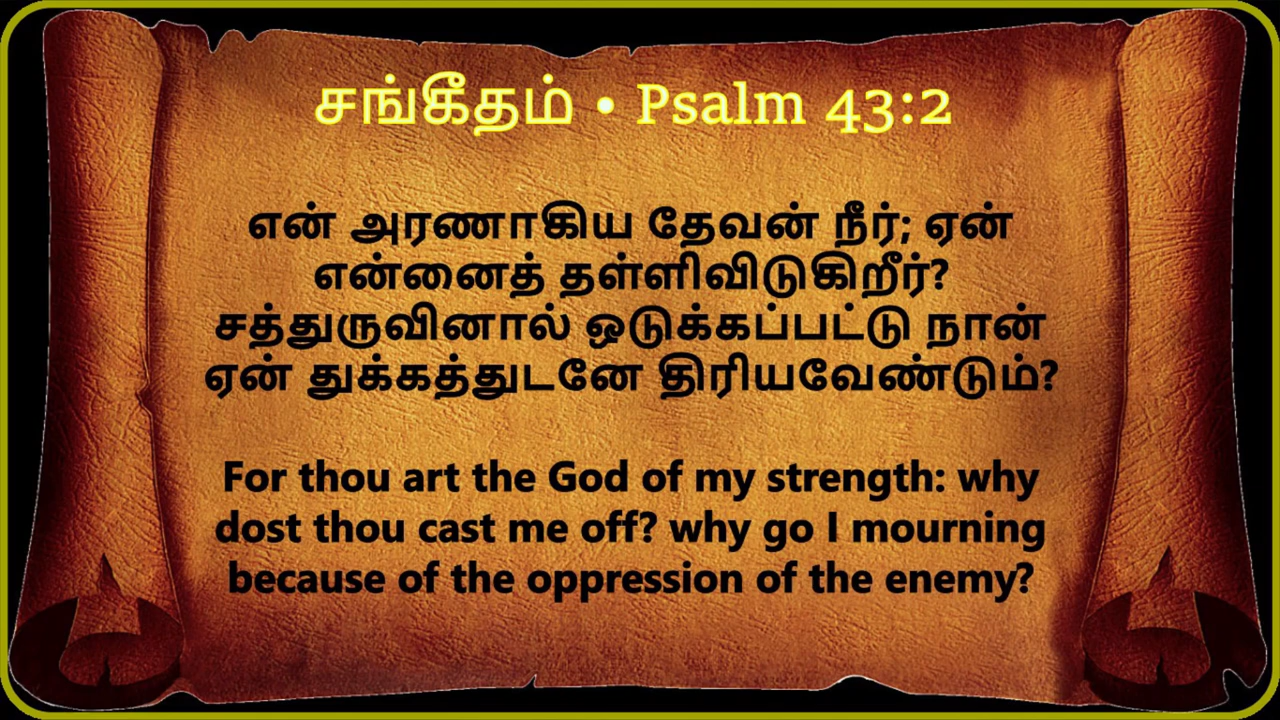 சங்கீதம் • Psalm 43:2
என் அரணாகிய தேவன் நீர்; ஏன்
என்னைத் தள்ளிவிடுகிறீர்?
சத்துருவினால் ஒடுக்கப்பட்டு நான்
ஏன் துக்கத்துடனே திரியவேண்டும்?
For thou art the God of my strength: why
dost thou cast me off? why go I mourning
because of the oppression of the enemy?